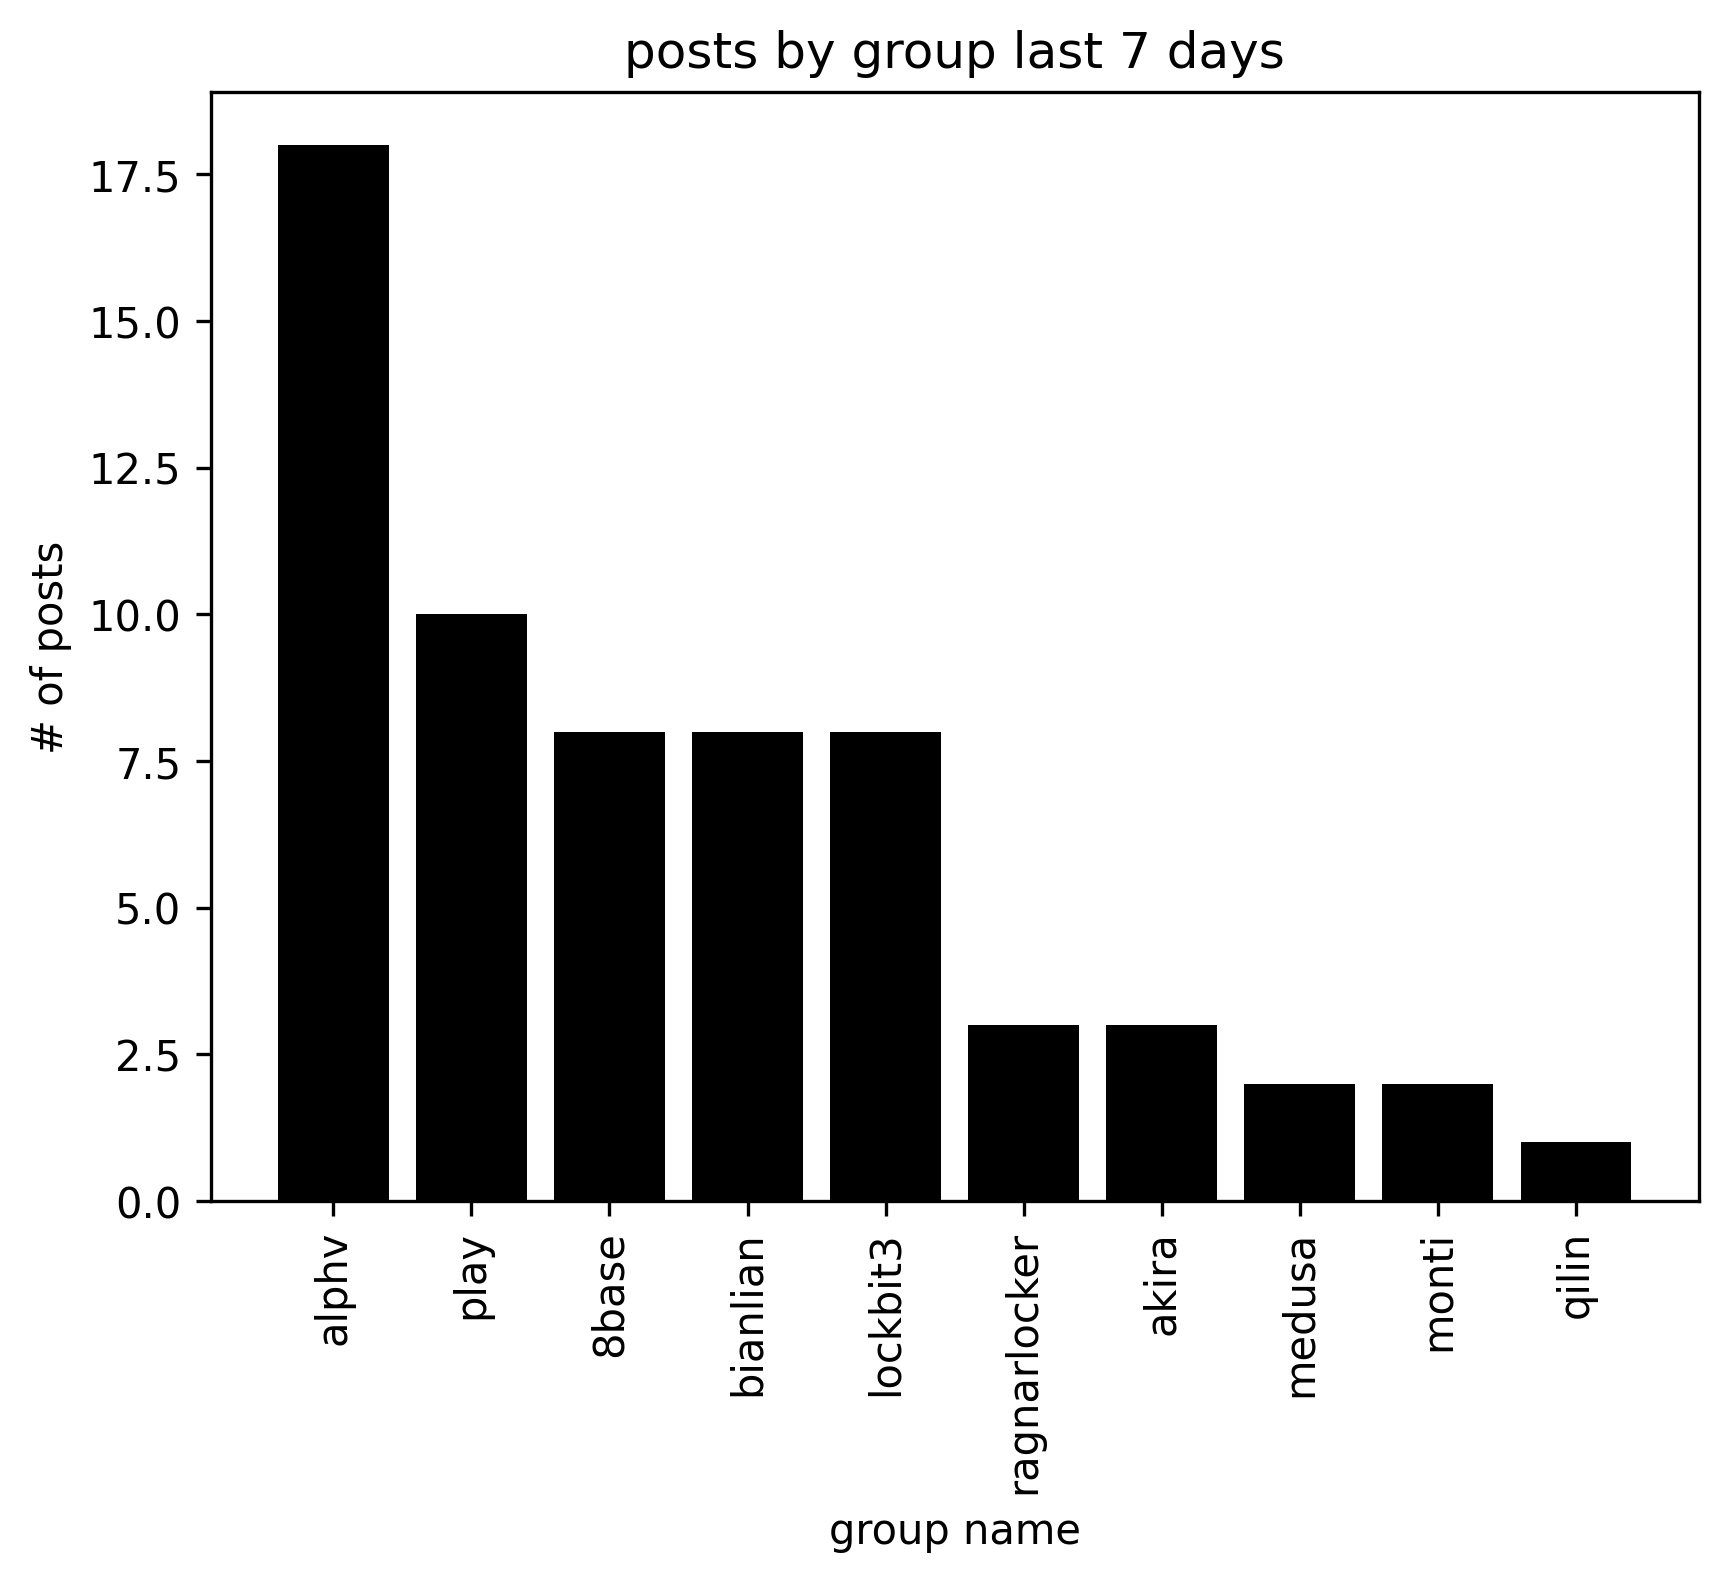 posts by group last 7 days
# of posts
17.5
15.0
12.5
10.0
7.5
5.0
2.5
0.0
alphv
play
8base
bianlian
lockbit3
ragnarlocker
akira
medusa
monti
qilin
group name